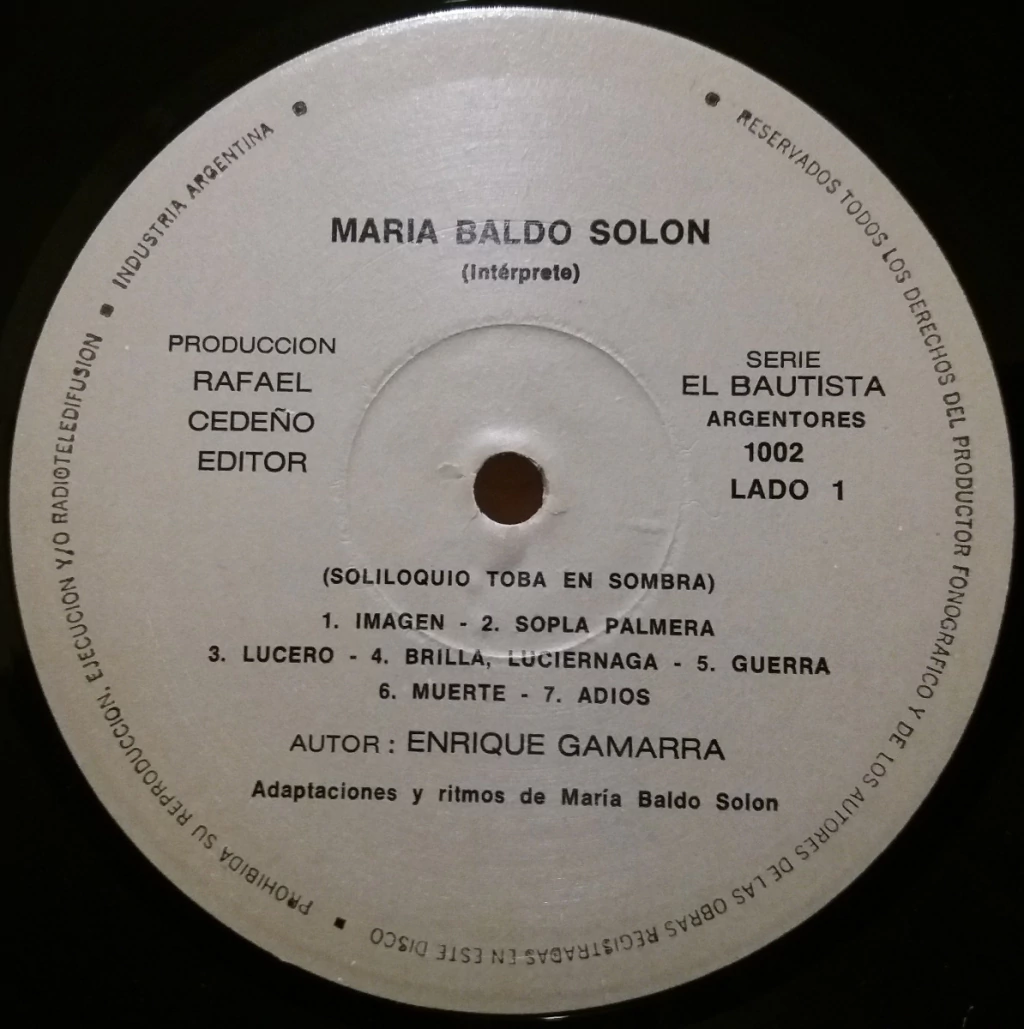 MARIA BALDO SOLON
(Intérprete)
PRODUCCION
RAFAEL
CEDEÑO
EDITOR
SERIE
EL BAUTISTA
ARGENTORES
1002
LADO 1
(SOLILOQUIO TOBA EN SOMBRA)
1. IMAGEN - 2. SOPLA PALMERA
3. LUCERO - 4. BRILLA, LUCIERNAGA - 5. GUERRA
6. MUERTE - 7. ADIOS
AUTOR : ENRIQUE GAMARRA
Adaptaciones y ritmos de María Baldo Solon
RESERVADOS TODOS LOS DERECHOS DEL PRODUCTOR FONOGRAFICO Y DE LOS AUTORES DE LAS OBRAS REGISTRADAS EN ESTE DISCO
PROHIBIDA SU REPRODUCCION, EJECUCION Y/O RADIOTELEDIFUSION
INDUSTRIA ARGENTINA